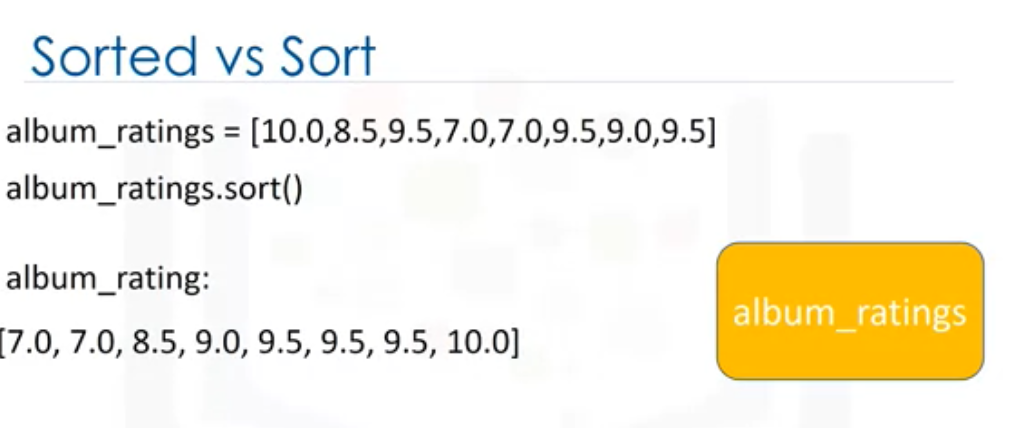 Sorted vs Sort
album_ratings = [10.0,8.5,9.5,7.0,7.0,9.5,9.0,9.5]
album_ratings.sort()
album_rating:
[7.0, 7.0, 8.5, 9.0, 9.5, 9.5, 9.5, 10.0]
album_ratings